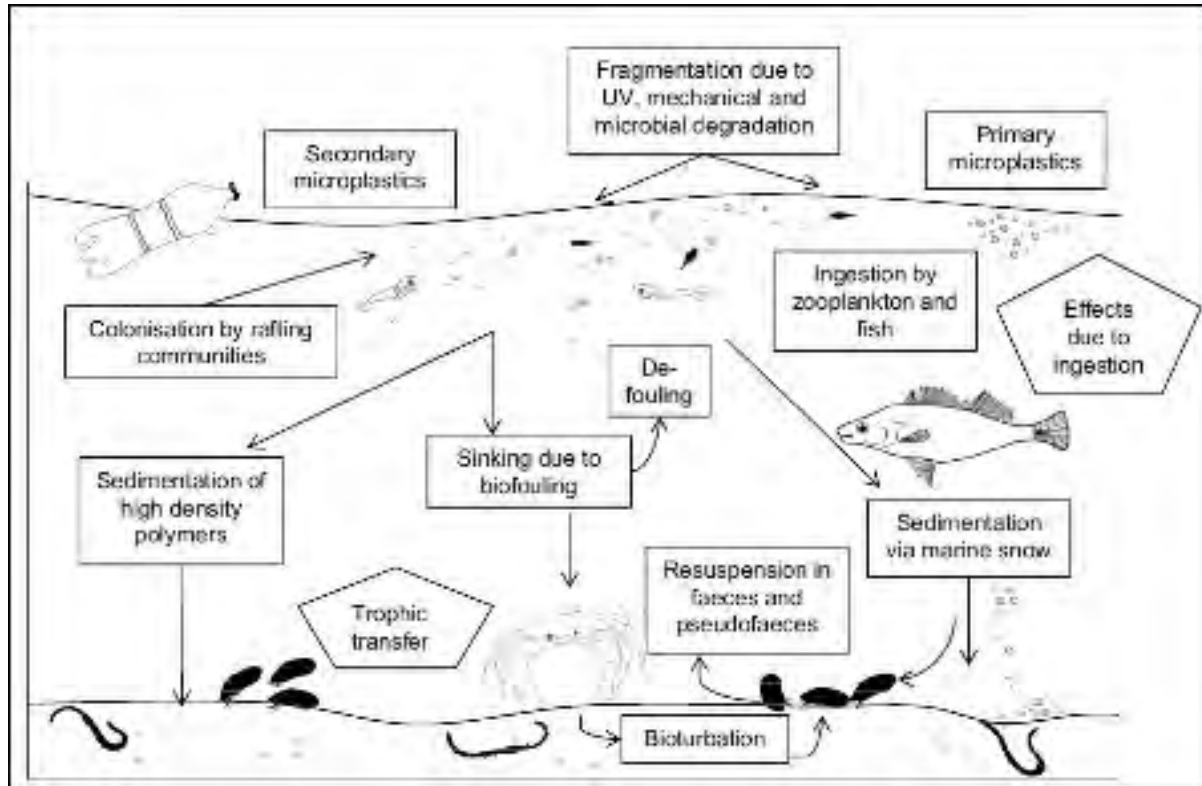 Fragmentation due to
UV, mechanical and
microbial degradation
Secondary
microplastics
Primary
microplastics
Ingestion by
zooplankton and
fish
Effects
due to
ingestion
Colonisation by rafting
communities
De-
fouling
Sinking due to
biofouling
Sedimentation of
high density
polymers
Sedimentation
via marine snow
Resuspension in
faeces and
pseudofaeces
Trophic
transfer
Bioturbation